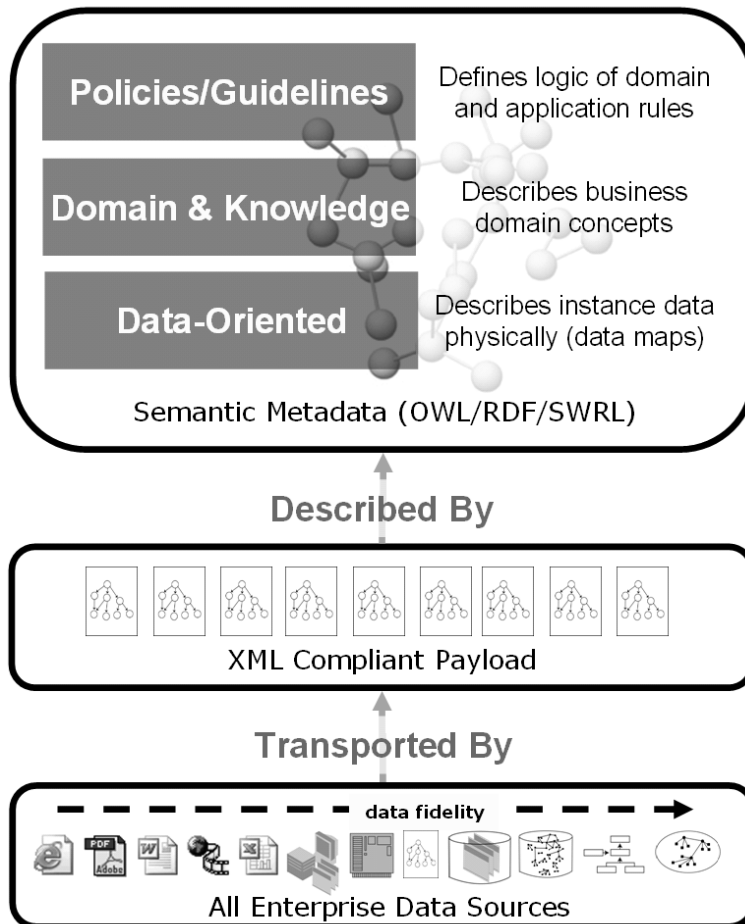 Policies/Guidelines
Defines logic of domain
and application rules
Domain & Knowledge
Describes business
domain concepts
Data-Oriented
Describes instance data
physically (data maps)
Semantic Metadata (OWL/RDF/SWRL)
Described By
XML Compliant Payload
Transported By
data fidelity
PDF
Adobe
All Enterprise Data Sources